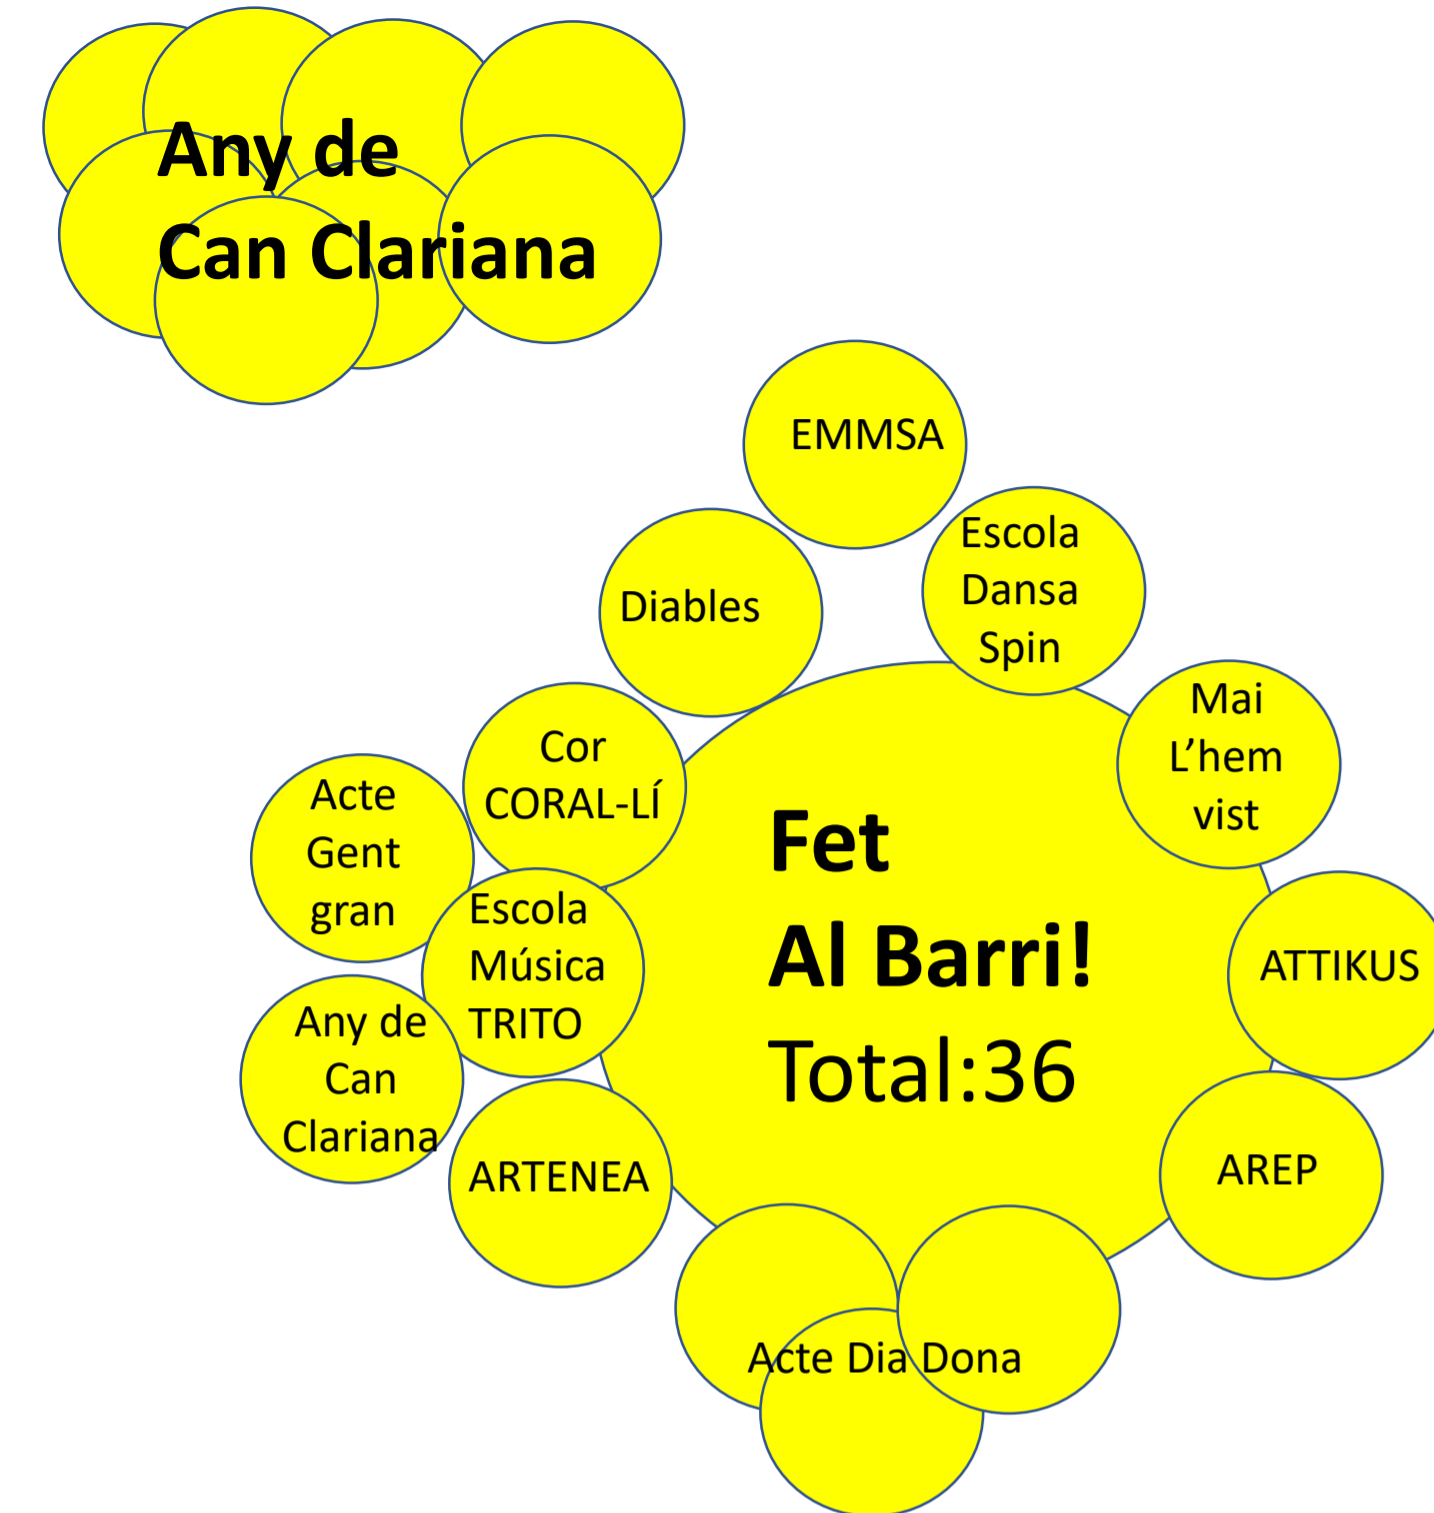 Any de
Can Clariana
EMMSA
Escola
Dansa
Spin
Diables
Mai
L’hem
vist
Cor
CORAL-LÍ
Acte
Gent
gran
Fet
Al Barri!
Total:36
Escola
Música
TRITO
ATTIKUS
Any de
Can
Clariana
ARTENEA
AREP
Acte Dia Dona